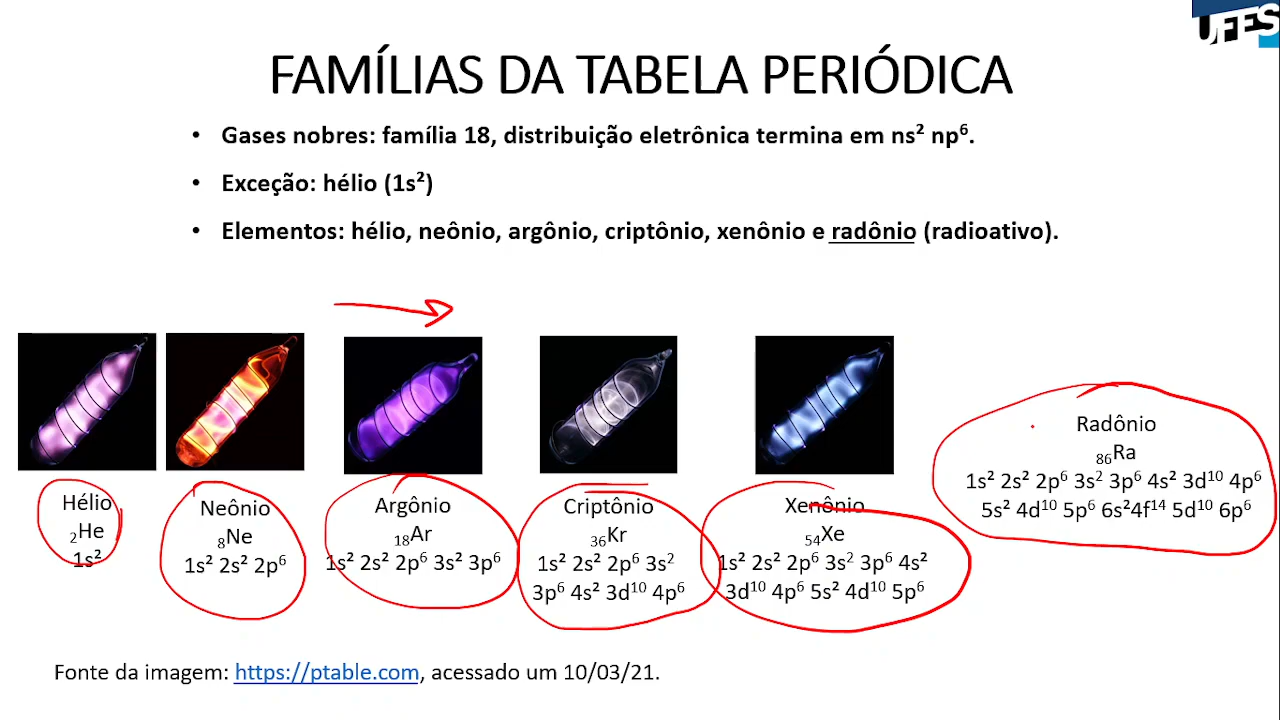 UFES
FAMÍLIAS DA TABELA PERIÓDICA
• Gases nobres: família 18, distribuição eletrônica termina em ns² np⁶.
• Exceção: hélio (1s²)
• Elementos: hélio, neônio, argônio, criptônio, xenônio e radônio (radioativo).
Hélio
₂He
1s²
Neônio
₈Ne
1s² 2s² 2p⁶
Argônio
₁₈Ar
1s² 2s² 2p⁶ 3s² 3p⁶
Criptônio
₃₆Kr
1s² 2s² 2p⁶ 3s²
3p⁶ 4s² 3d¹⁰ 4p⁶
Xenônio
₅₄Xe
1s² 2s² 2p⁶ 3s² 3p⁶ 4s²
3d¹⁰ 4p⁶ 5s² 4d¹⁰ 5p⁶
Radônio
₈₆Ra
1s² 2s² 2p⁶ 3s² 3p⁶ 4s² 3d¹⁰ 4p⁶
5s² 4d¹⁰ 5p⁶ 6s²4f¹⁴ 5d¹⁰ 6p⁶
Fonte da imagem: https://ptable.com, acessado um 10/03/21.